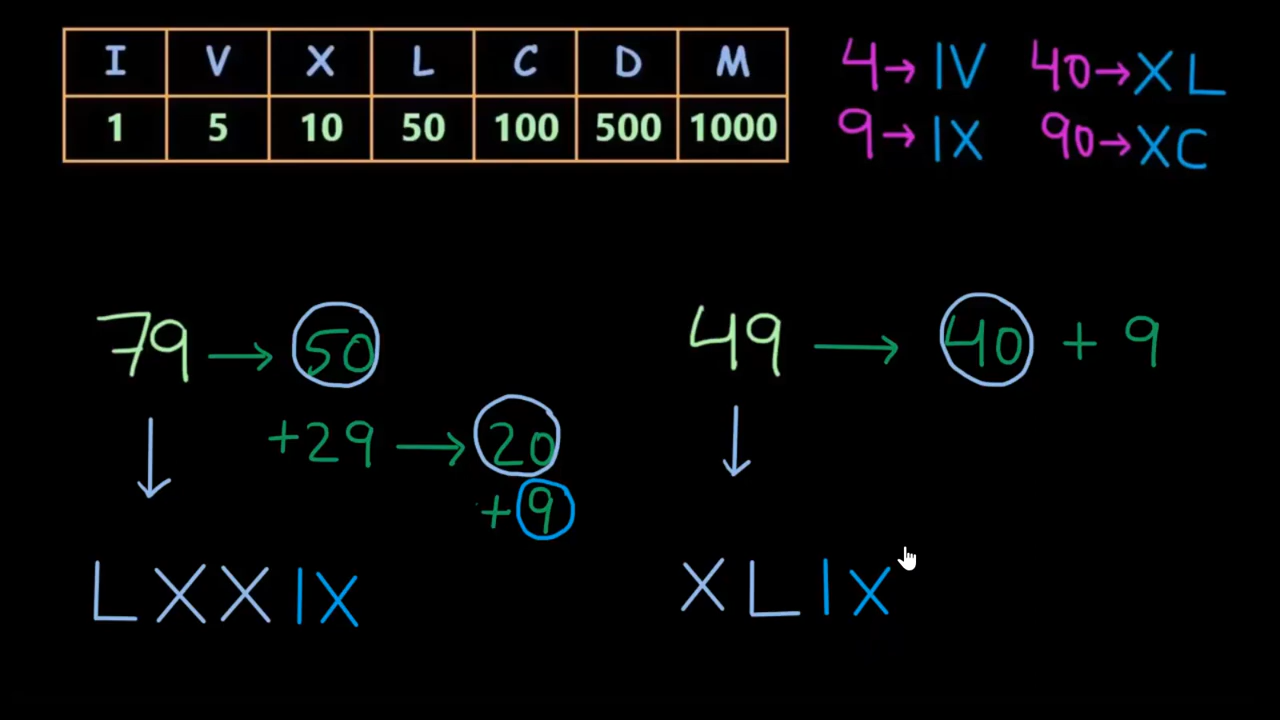 I V X L C D M
1 5 10 50 100 500 1000
4→IV 40→XL
9→IX 90→XC
79 → 50
+29 → 20
+9
LXXIX
49 → 40 + 9
XLIX